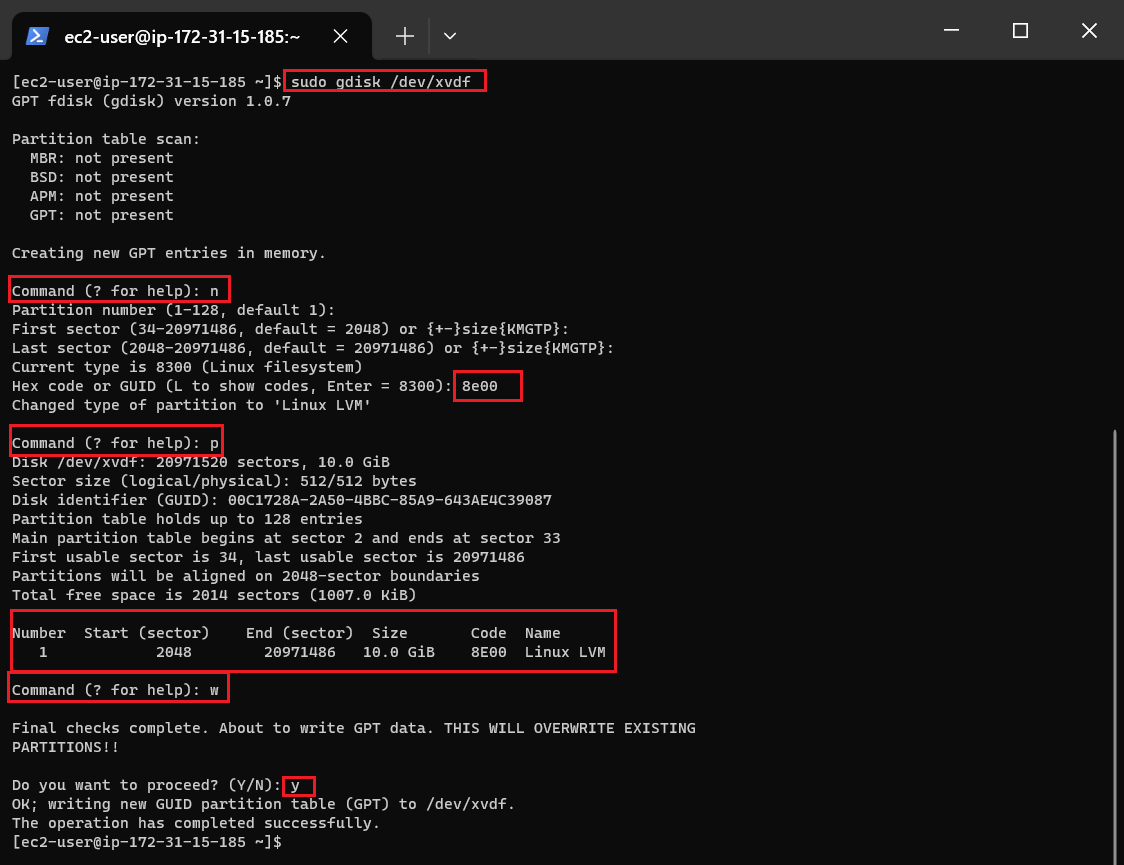 ec2-user@ip-172-31-15-185:~
[ec2-user@ip-172-31-15-185 ~]$ sudo gdisk /dev/xvdf
GPT fdisk (gdisk) version 1.0.7
Partition table scan:
  MBR: not present
  BSD: not present
  APM: not present
  GPT: not present
Creating new GPT entries in memory.
Command (? for help): n
Partition number (1-128, default 1):
First sector (34-20971486, default = 2048) or {+-}size{KMGTP}:
Last sector (2048-20971486, default = 20971486) or {+-}size{KMGTP}:
Current type is 8300 (Linux filesystem)
Hex code or GUID (L to show codes, Enter = 8300): 8e00
Changed type of partition to 'Linux LVM'
Command (? for help): p
Disk /dev/xvdf: 20971520 sectors, 10.0 GiB
Sector size (logical/physical): 512/512 bytes
Disk identifier (GUID): 00C1728A-2A50-4BBC-85A9-643AE4C39087
Partition table holds up to 128 entries
Main partition table begins at sector 2 and ends at sector 33
First usable sector is 34, last usable sector is 20971486
Partitions will be aligned on 2048-sector boundaries
Total free space is 2014 sectors (1007.0 KiB)
Number  Start (sector)    End (sector)  Size       Code  Name
   1            2048        20971486   10.0 GiB    8E00  Linux LVM
Command (? for help): w
Final checks complete. About to write GPT data. THIS WILL OVERWRITE EXISTING
PARTITIONS!!
Do you want to proceed? (Y/N): y
OK; writing new GUID partition table (GPT) to /dev/xvdf.
The operation has completed successfully.
[ec2-user@ip-172-31-15-185 ~]$